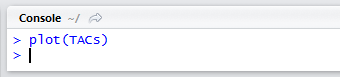 Console ~/
> plot(TACs)
>